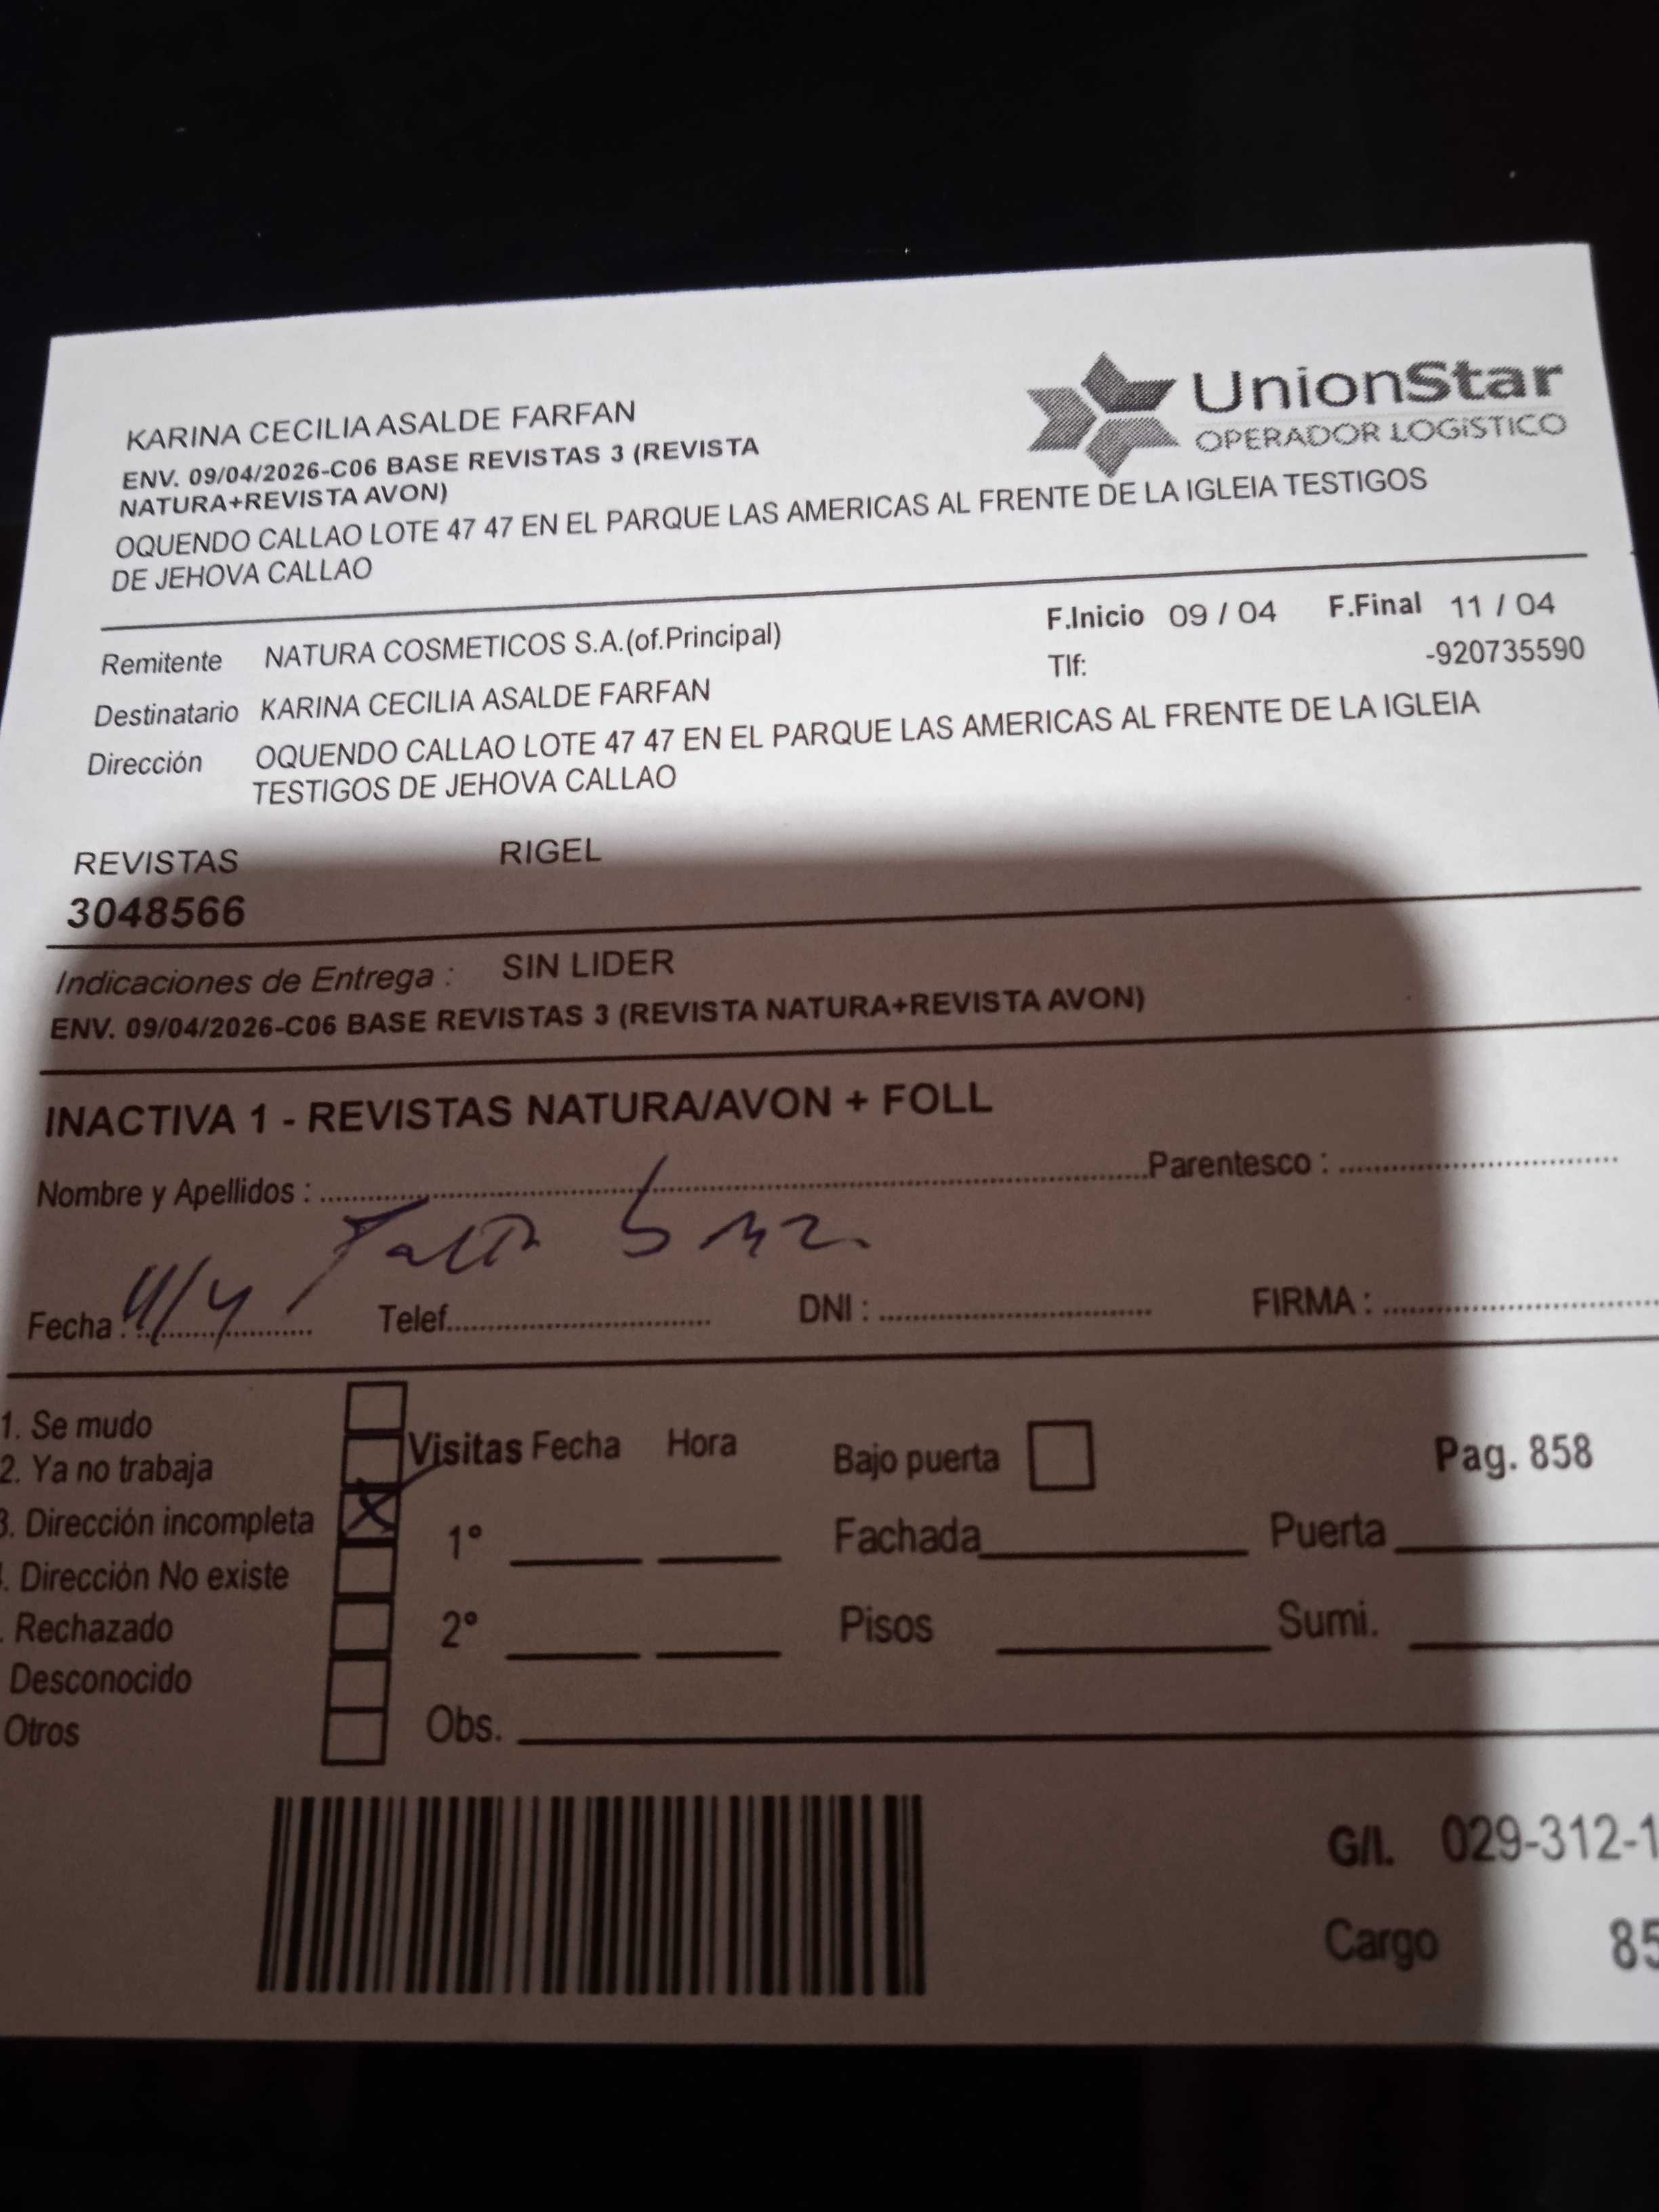 KARINA CECILIA ASALDE FARFAN
ENV. 09/04/2026-C06 BASE REVISTAS 3 (REVISTA
NATURA+REVISTA AVON)
OQUENDO CALLAO LOTE 47 47 EN EL PARQUE LAS AMERICAS AL FRENTE DE LA IGLEIA TESTIGOS
DE JEHOVA CALLAO
UnionStar
OPERADOR LOGÍSTICO
Remitente NATURA COSMETICOS S.A.(of.Principal)
F.Inicio 09 / 04 F.Final 11 / 04
Tlf: -920735590
Destinatario KARINA CECILIA ASALDE FARFAN
Dirección OQUENDO CALLAO LOTE 47 47 EN EL PARQUE LAS AMERICAS AL FRENTE DE LA IGLEIA
TESTIGOS DE JEHOVA CALLAO
REVISTAS RIGEL
3048566
Indicaciones de Entrega : SIN LIDER
ENV. 09/04/2026-C06 BASE REVISTAS 3 (REVISTA NATURA+REVISTA AVON)
INACTIVA 1 - REVISTAS NATURA/AVON + FOLL
Nombre y Apellidos : Parentesco :
Falta
Fecha : 11/4 Telef. DNI : FIRMA :
1. Se mudo
2. Ya no trabaja
3. Dirección incompleta X
. Dirección No existe
. Rechazado
Desconocido
Otros
Visitas Fecha Hora
1°
2°
Obs.
Bajo puerta
Fachada Puerta
Pisos Sumi.
Pag. 858
G/I. 029-312-1
Cargo 85